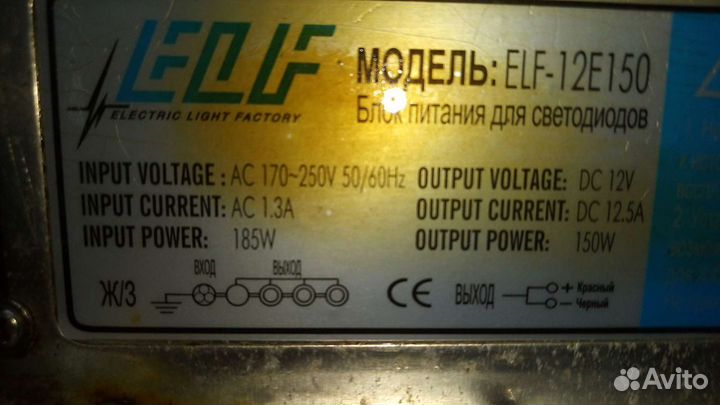 ELF
ELECTRIC LIGHT FACTORY
МОДЕЛЬ: ELF-12E150
Блок питания для светодиодов
INPUT VOLTAGE : AC 170~250V 50/60Hz
INPUT CURRENT: AC 1.3A
INPUT POWER: 185W
OUTPUT VOLTAGE: DC 12V
OUTPUT CURRENT: DC 12.5A
OUTPUT POWER: 150W
ВХОД ВЫХОД
Ж/З
CE
ВЫХОД
+ Красный
– Черный
Avito